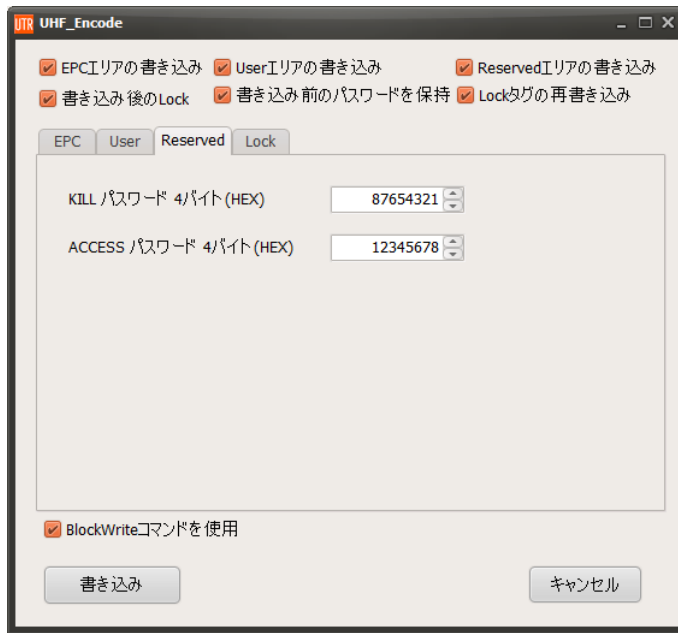 UTR UHF_Encode
EPCエリアの書き込み Userエリアの書き込み Reservedエリアの書き込み
書き込み後のLock 書き込み前のパスワードを保持 Lockタグの再書き込み
EPC User Reserved Lock
KILL パスワード 4バイト(HEX) 87654321
ACCESS パスワード 4バイト(HEX) 12345678
BlockWriteコマンドを使用
書き込み キャンセル